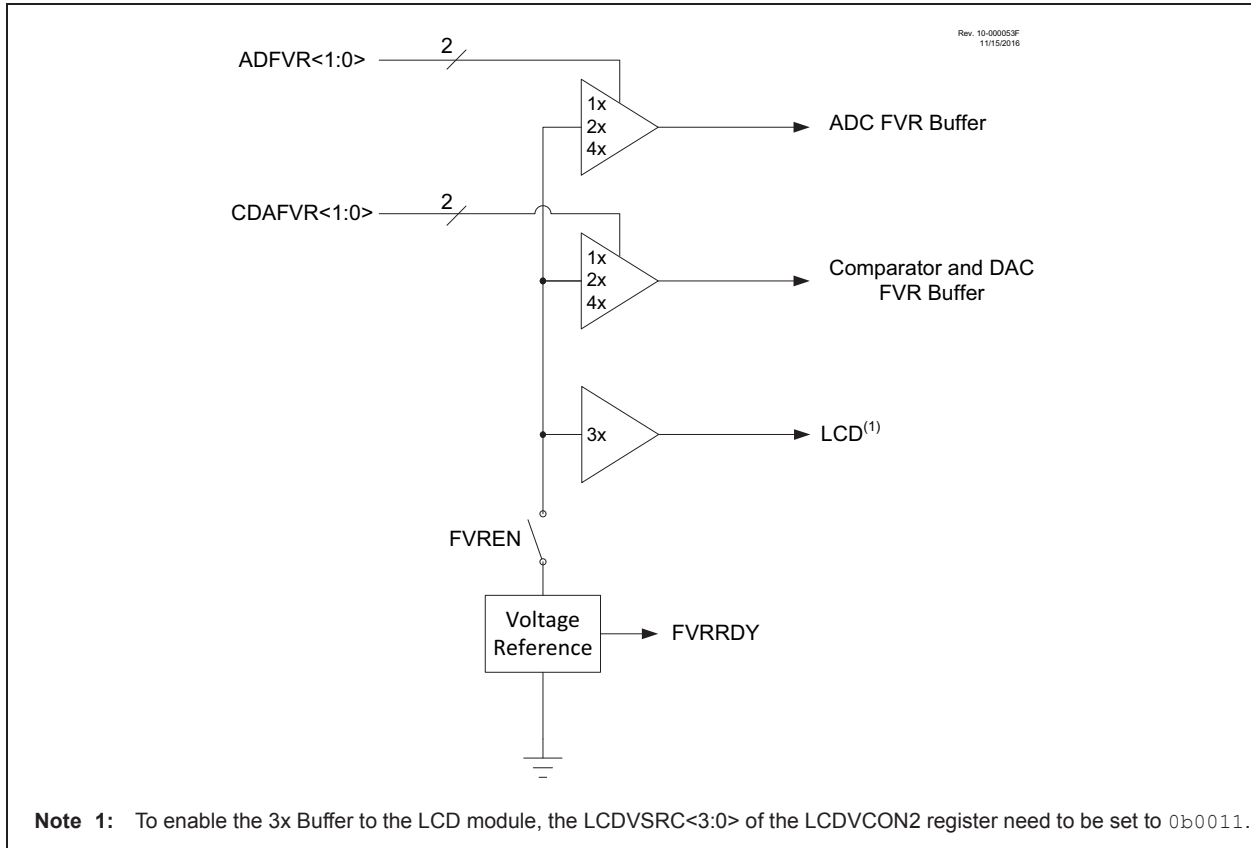 Rev. 10-000053F
11/15/2016
ADFVR<1:0>
2
1x
2x
4x
ADC FVR Buffer
CDAFVR<1:0>
2
1x
2x
4x
Comparator and DAC
FVR Buffer
3x
LCD(1)
FVREN
Voltage
Reference
FVRRDY
Note 1: To enable the 3x Buffer to the LCD module, the LCDVSRC<3:0> of the LCDVCON2 register need to be set to 0b0011.